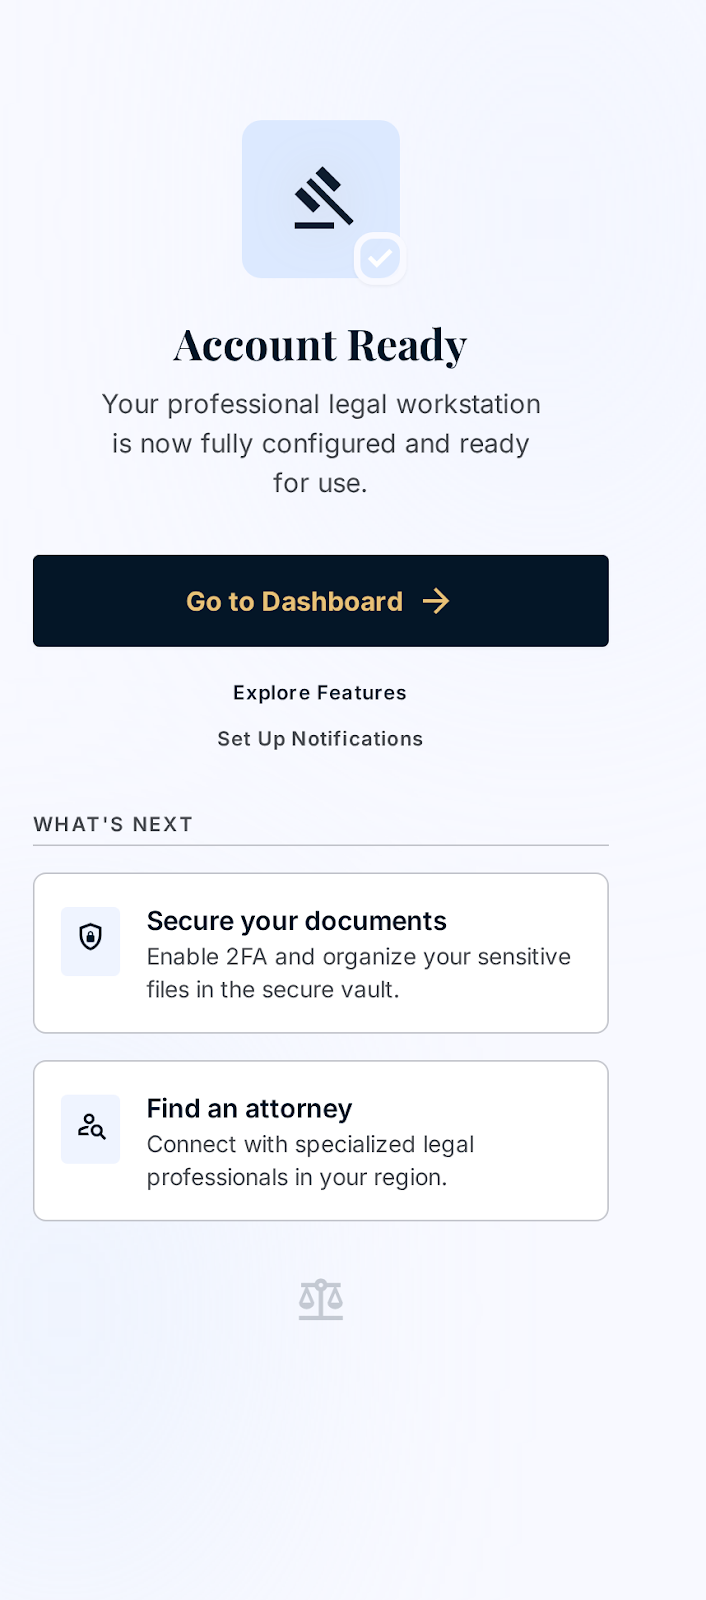 Account Ready
Your professional legal workstation
is now fully configured and ready
for use.
Go to Dashboard
Explore Features
Set Up Notifications
WHAT'S NEXT
Secure your documents
Enable 2FA and organize your sensitive
files in the secure vault.
Find an attorney
Connect with specialized legal
professionals in your region.